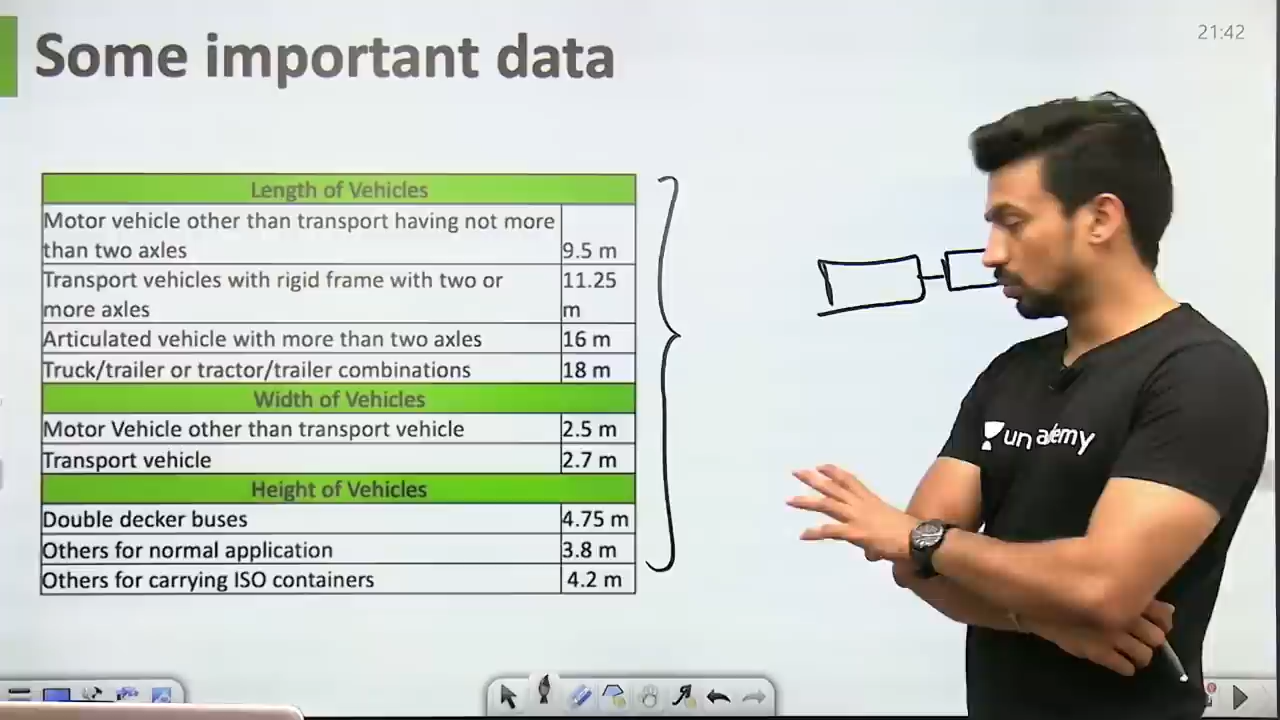 21:42
Some important data
Length of Vehicles
Motor vehicle other than transport having not more
than two axles 9.5 m
Transport vehicles with rigid frame with two or 11.25
more axles m
Articulated vehicle with more than two axles 16 m
Truck/trailer or tractor/trailer combinations 18 m
Width of Vehicles
Motor Vehicle other than transport vehicle 2.5 m
Transport vehicle 2.7 m
Height of Vehicles
Double decker buses 4.75 m
Others for normal application 3.8 m
Others for carrying ISO containers 4.2 m
unademy